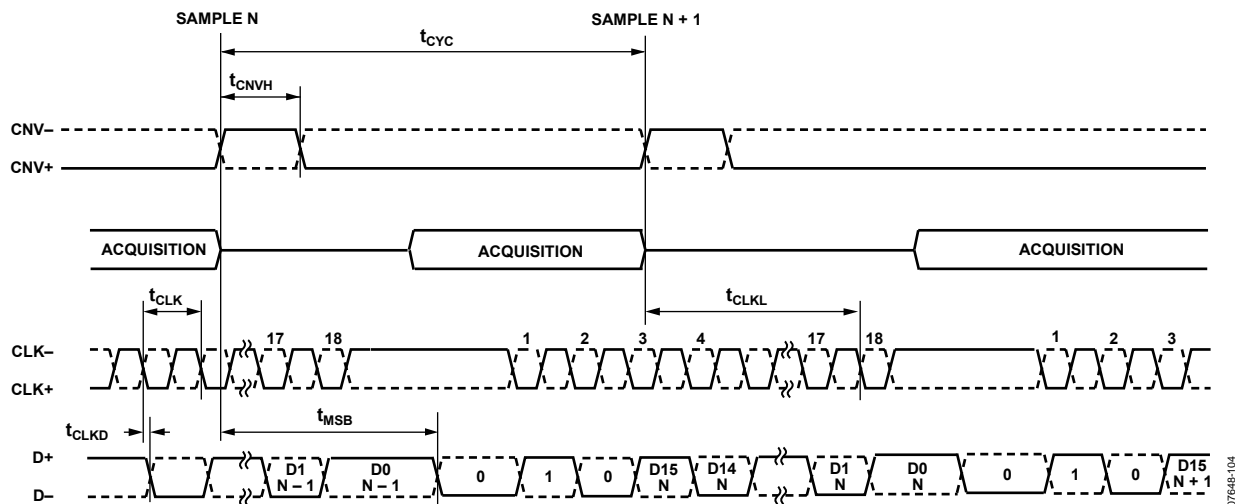 SAMPLE N SAMPLE N + 1
tCYC
tCNVH
CNV–
CNV+
ACQUISITION ACQUISITION ACQUISITION
tCLK tCLKL
17 18 1 2 3 4 17 18 1 2 3
CLK–
CLK+
tCLKD tMSB
D+
D–
D1 N – 1 D0 N – 1 0 1 0 D15 N D14 N D1 N D0 N 0 1 0 D15 N + 1
07648-104